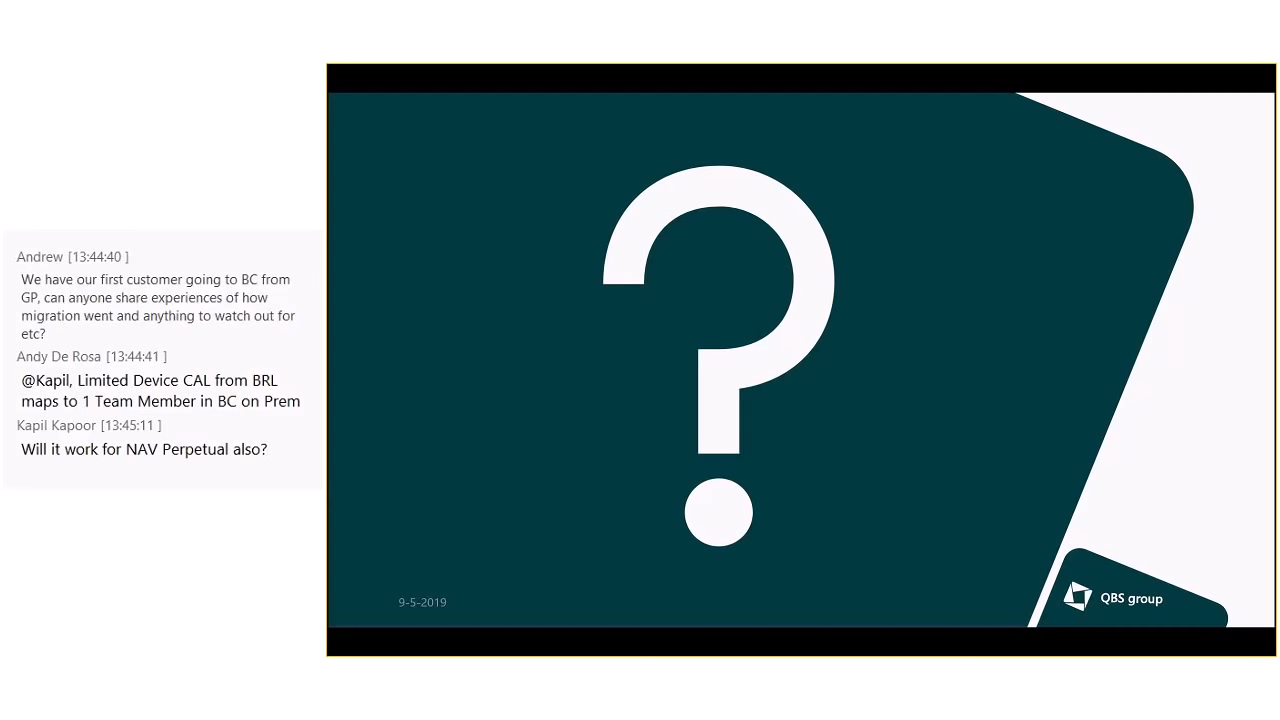 Andrew [13:44:40 ]
We have our first customer going to BC from
GP, can anyone share experiences of how
migration went and anything to watch out for
etc?
Andy De Rosa [13:44:41 ]
@Kapil, Limited Device CAL from BRL
maps to 1 Team Member in BC on Prem
Kapil Kapoor [13:45:11 ]
Will it work for NAV Perpetual also?
?
9-5-2019
QBS group